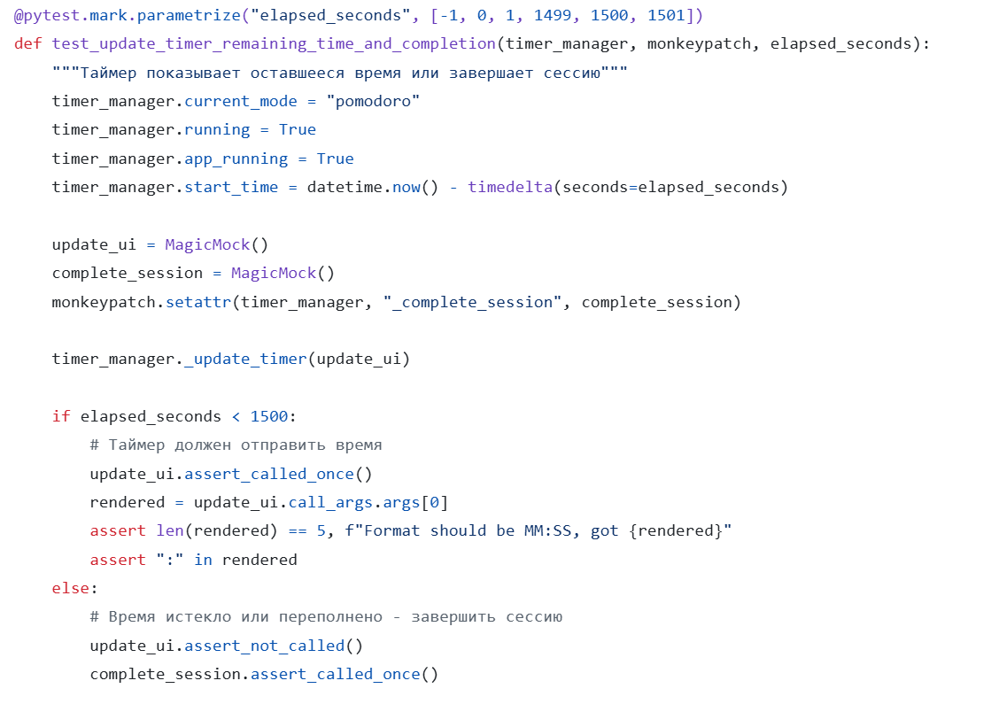 @pytest.mark.parametrize("elapsed_seconds", [-1, 0, 1, 1499, 1500, 1501])
def test_update_timer_remaining_time_and_completion(timer_manager, monkeypatch, elapsed_seconds):
    """Таймер показывает оставшееся время или завершает сессию"""
    timer_manager.current_mode = "pomodoro"
    timer_manager.running = True
    timer_manager.app_running = True
    timer_manager.start_time = datetime.now() - timedelta(seconds=elapsed_seconds)

    update_ui = MagicMock()
    complete_session = MagicMock()
    monkeypatch.setattr(timer_manager, "_complete_session", complete_session)

    timer_manager._update_timer(update_ui)

    if elapsed_seconds < 1500:
        # Таймер должен отправить время
        update_ui.assert_called_once()
        rendered = update_ui.call_args.args[0]
        assert len(rendered) == 5, f"Format should be MM:SS, got {rendered}"
        assert ":" in rendered
    else:
        # Время истекло или переполнено - завершить сессию
        update_ui.assert_not_called()
        complete_session.assert_called_once()